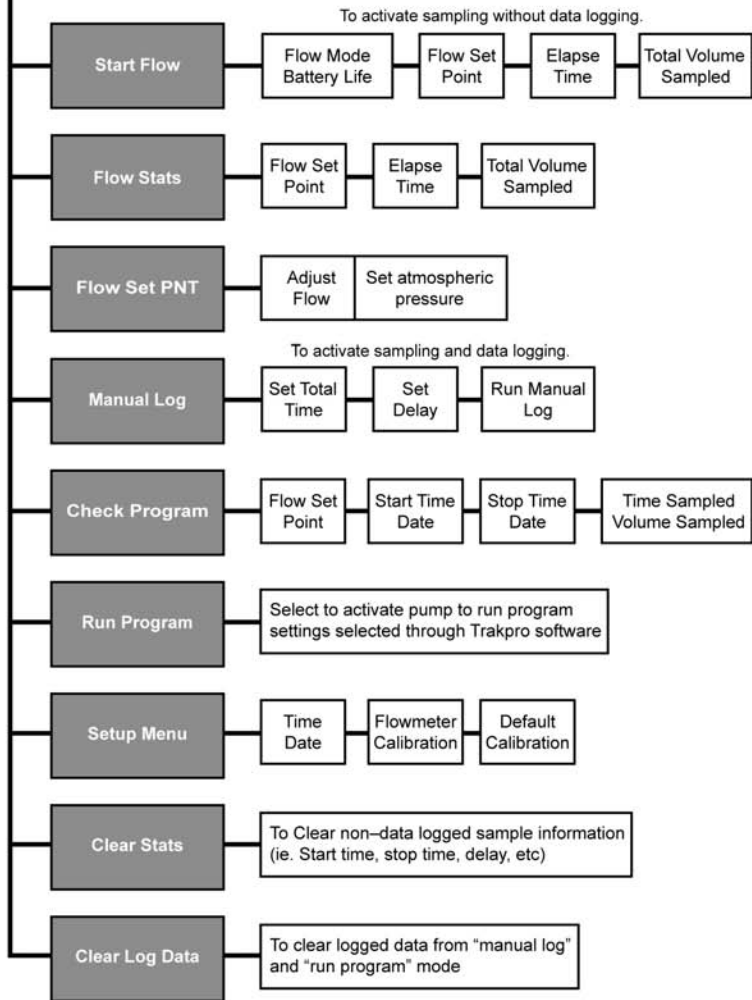 To activate sampling without data logging.
Start Flow
Flow Mode
Battery Life
Flow Set
Point
Elapse
Time
Total Volume
Sampled
Flow Stats
Flow Set
Point
Elapse
Time
Total Volume
Sampled
Flow Set PNT
Adjust
Flow
Set atmospheric
pressure
To activate sampling and data logging.
Manual Log
Set Total
Time
Set
Delay
Run Manual
Log
Check Program
Flow Set
Point
Start Time
Date
Stop Time
Date
Time Sampled
Volume Sampled
Run Program
Select to activate pump to run program
settings selected through Trakpro software
Setup Menu
Time
Date
Flowmeter
Calibration
Default
Calibration
Clear Stats
To Clear non–data logged sample information
(ie. Start time, stop time, delay, etc)
Clear Log Data
To clear logged data from “manual log”
and “run program” mode